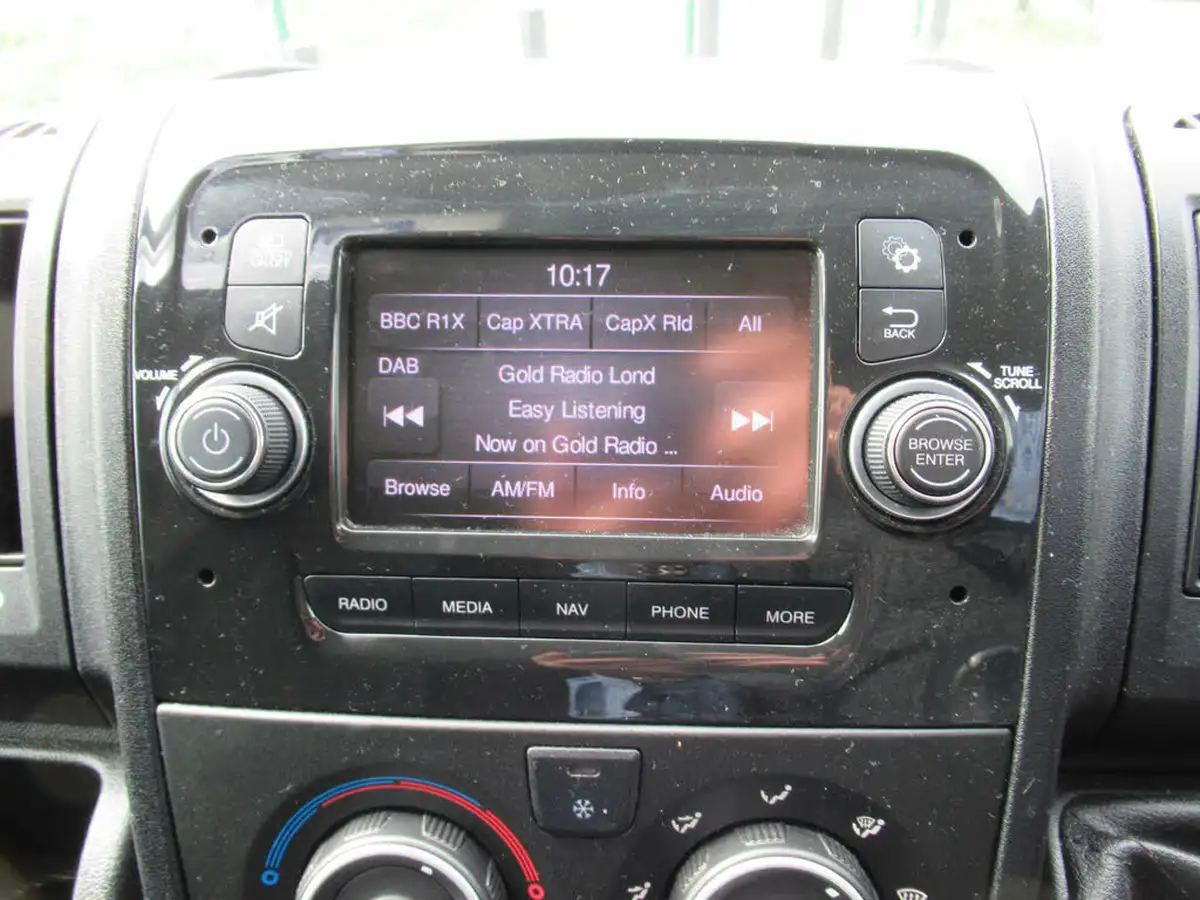 10:17
BBC R1X Cap XTRA CapX Rld All
DAB
Gold Radio Lond
Easy Listening
Now on Gold Radio ...
Browse AM/FM Info Audio
VOLUME
BACK
TUNE
SCROLL
BROWSE
ENTER
RADIO MEDIA NAV PHONE MORE